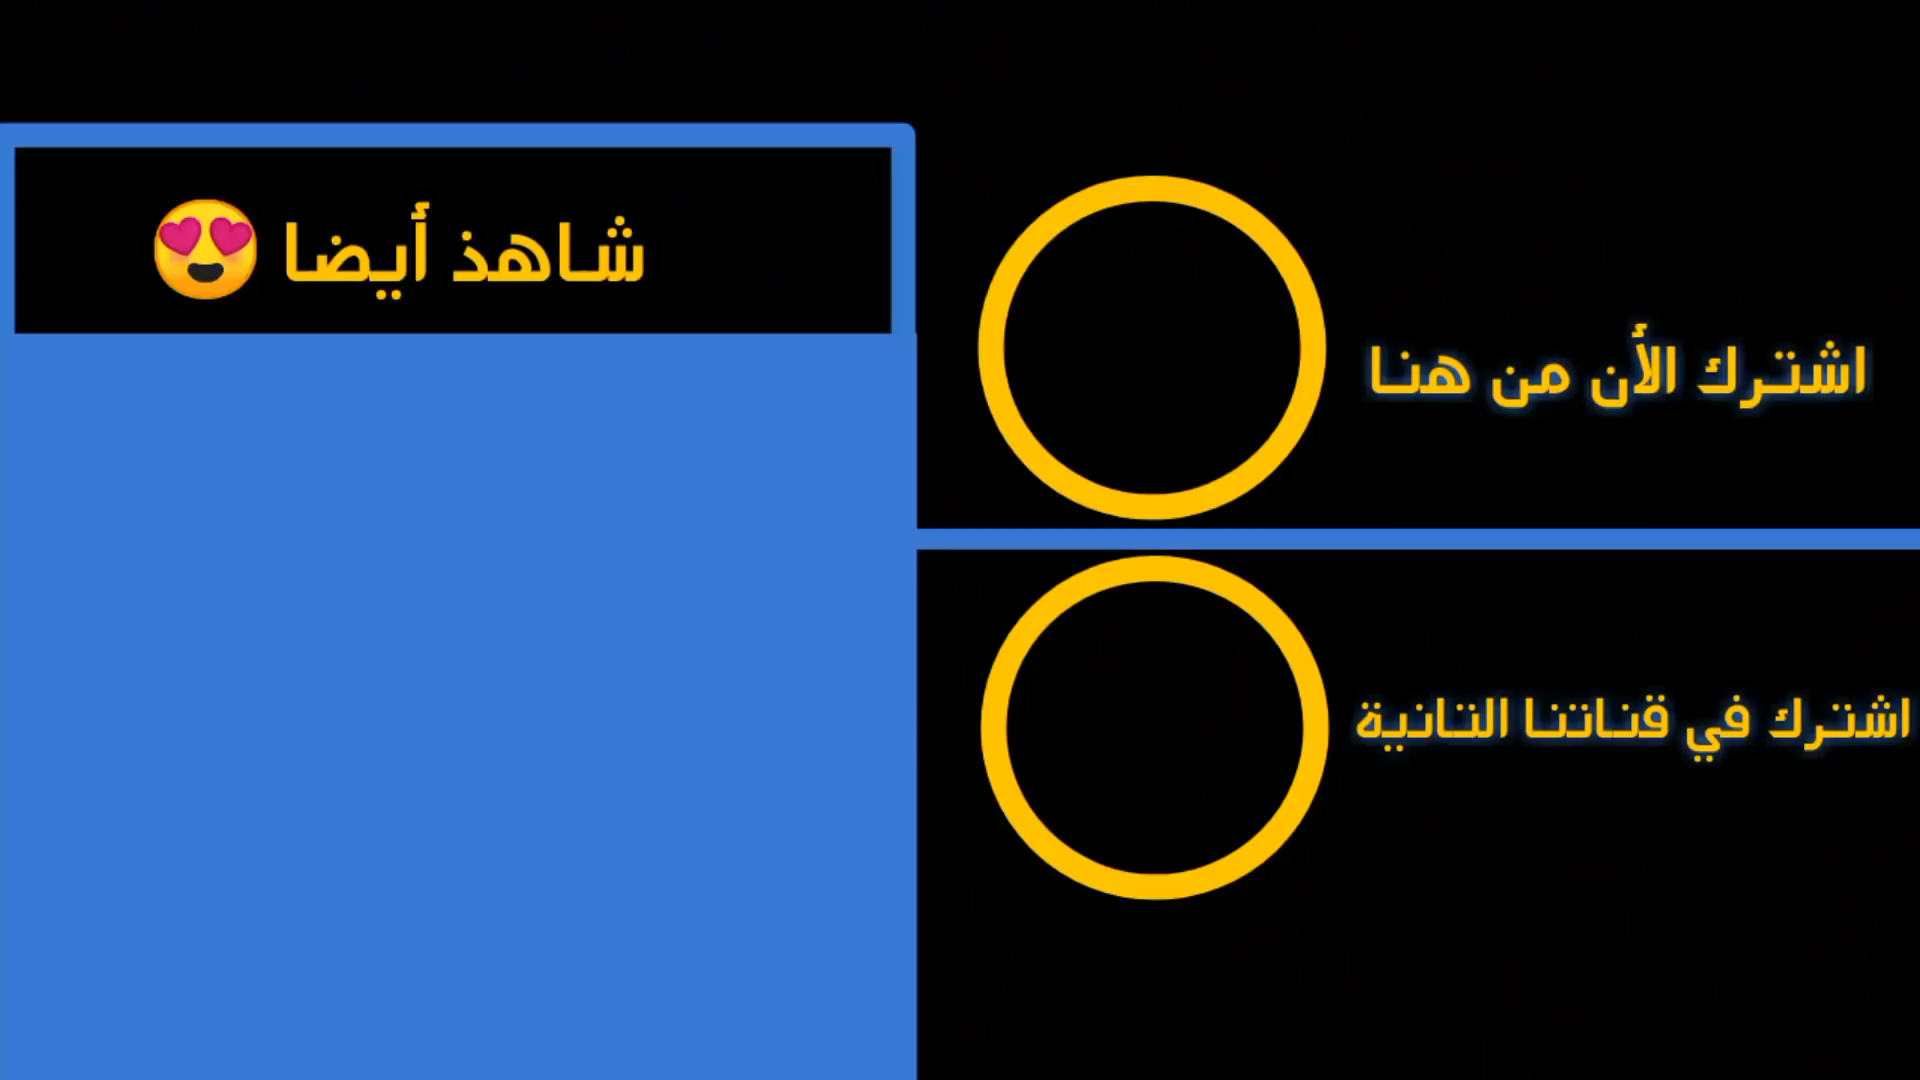 شاهذ أيضا 😍
اشترك الأن من هنا
اشترك في قناتنا التانية